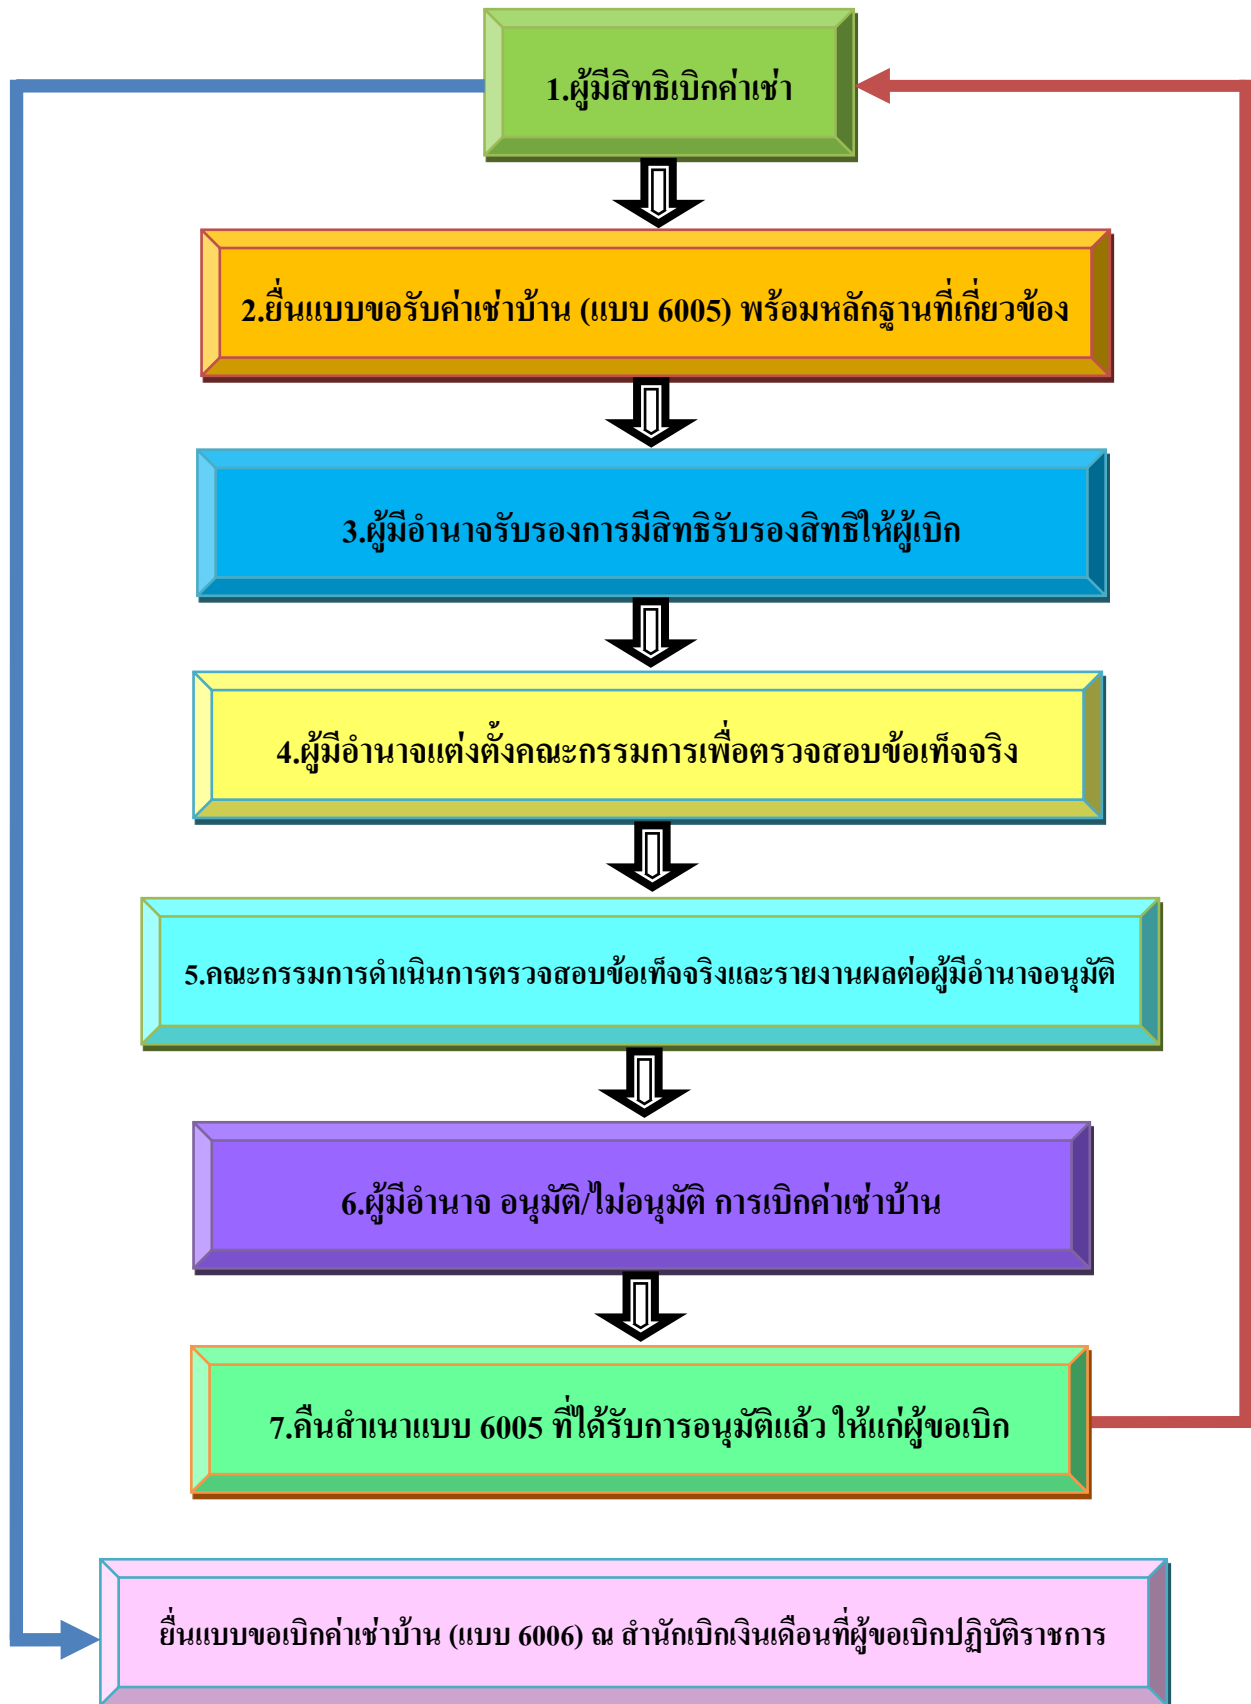 1.ผู้มีสิทธิเบิกค่าเช่า
2.ยื่นแบบขอรับค่าเช่าบ้าน (แบบ 6005) พร้อมหลักฐานที่เกี่ยวข้อง
3.ผู้มีอำนาจรับรองการมีสิทธิรับรองสิทธิให้ผู้เบิก
4.ผู้มีอำนาจแต่งตั้งคณะกรรมการเพื่อตรวจสอบข้อเท็จจริง
5.คณะกรรมการดำเนินการตรวจสอบข้อเท็จจริงและรายงานผลต่อผู้มีอำนาจอนุมัติ
6.ผู้มีอำนาจ อนุมัติ/ไม่อนุมัติ การเบิกค่าเช่าบ้าน
7.คืนสำเนาแบบ 6005 ที่ได้รับการอนุมัติแล้ว ให้แก่ผู้ขอเบิก
ยื่นแบบขอเบิกค่าเช่าบ้าน (แบบ 6006) ณ สำนักเบิกเงินเดือนที่ผู้ขอเบิกปฏิบัติราชการ